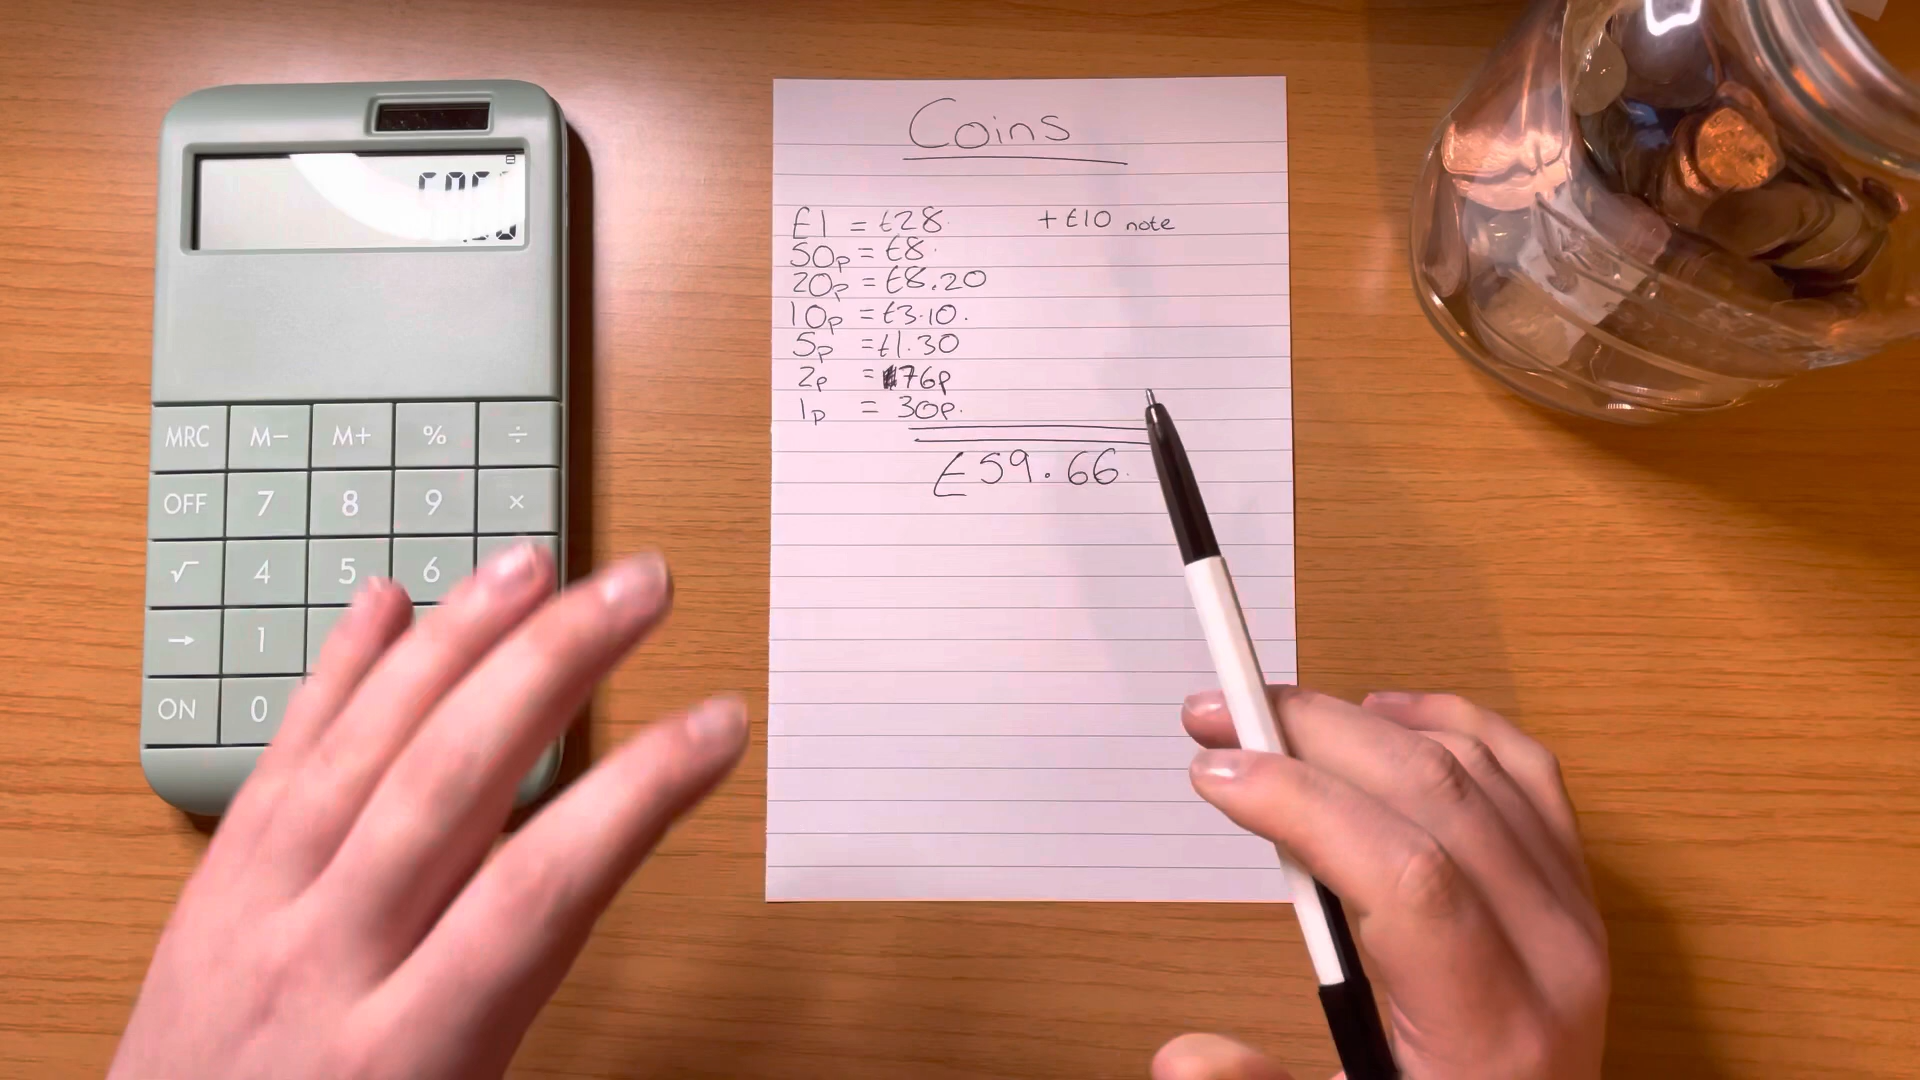 Coins
£1 = £28. + £10 note
50p = £8.
20p = £8.20
10p = £3.10.
5p = £1.30
2p = 76p
1p = 30p.
£59.66.
MRC M− M+ % ÷
OFF 7 8 9 ×
√ 4 5 6
→ 1
ON 0